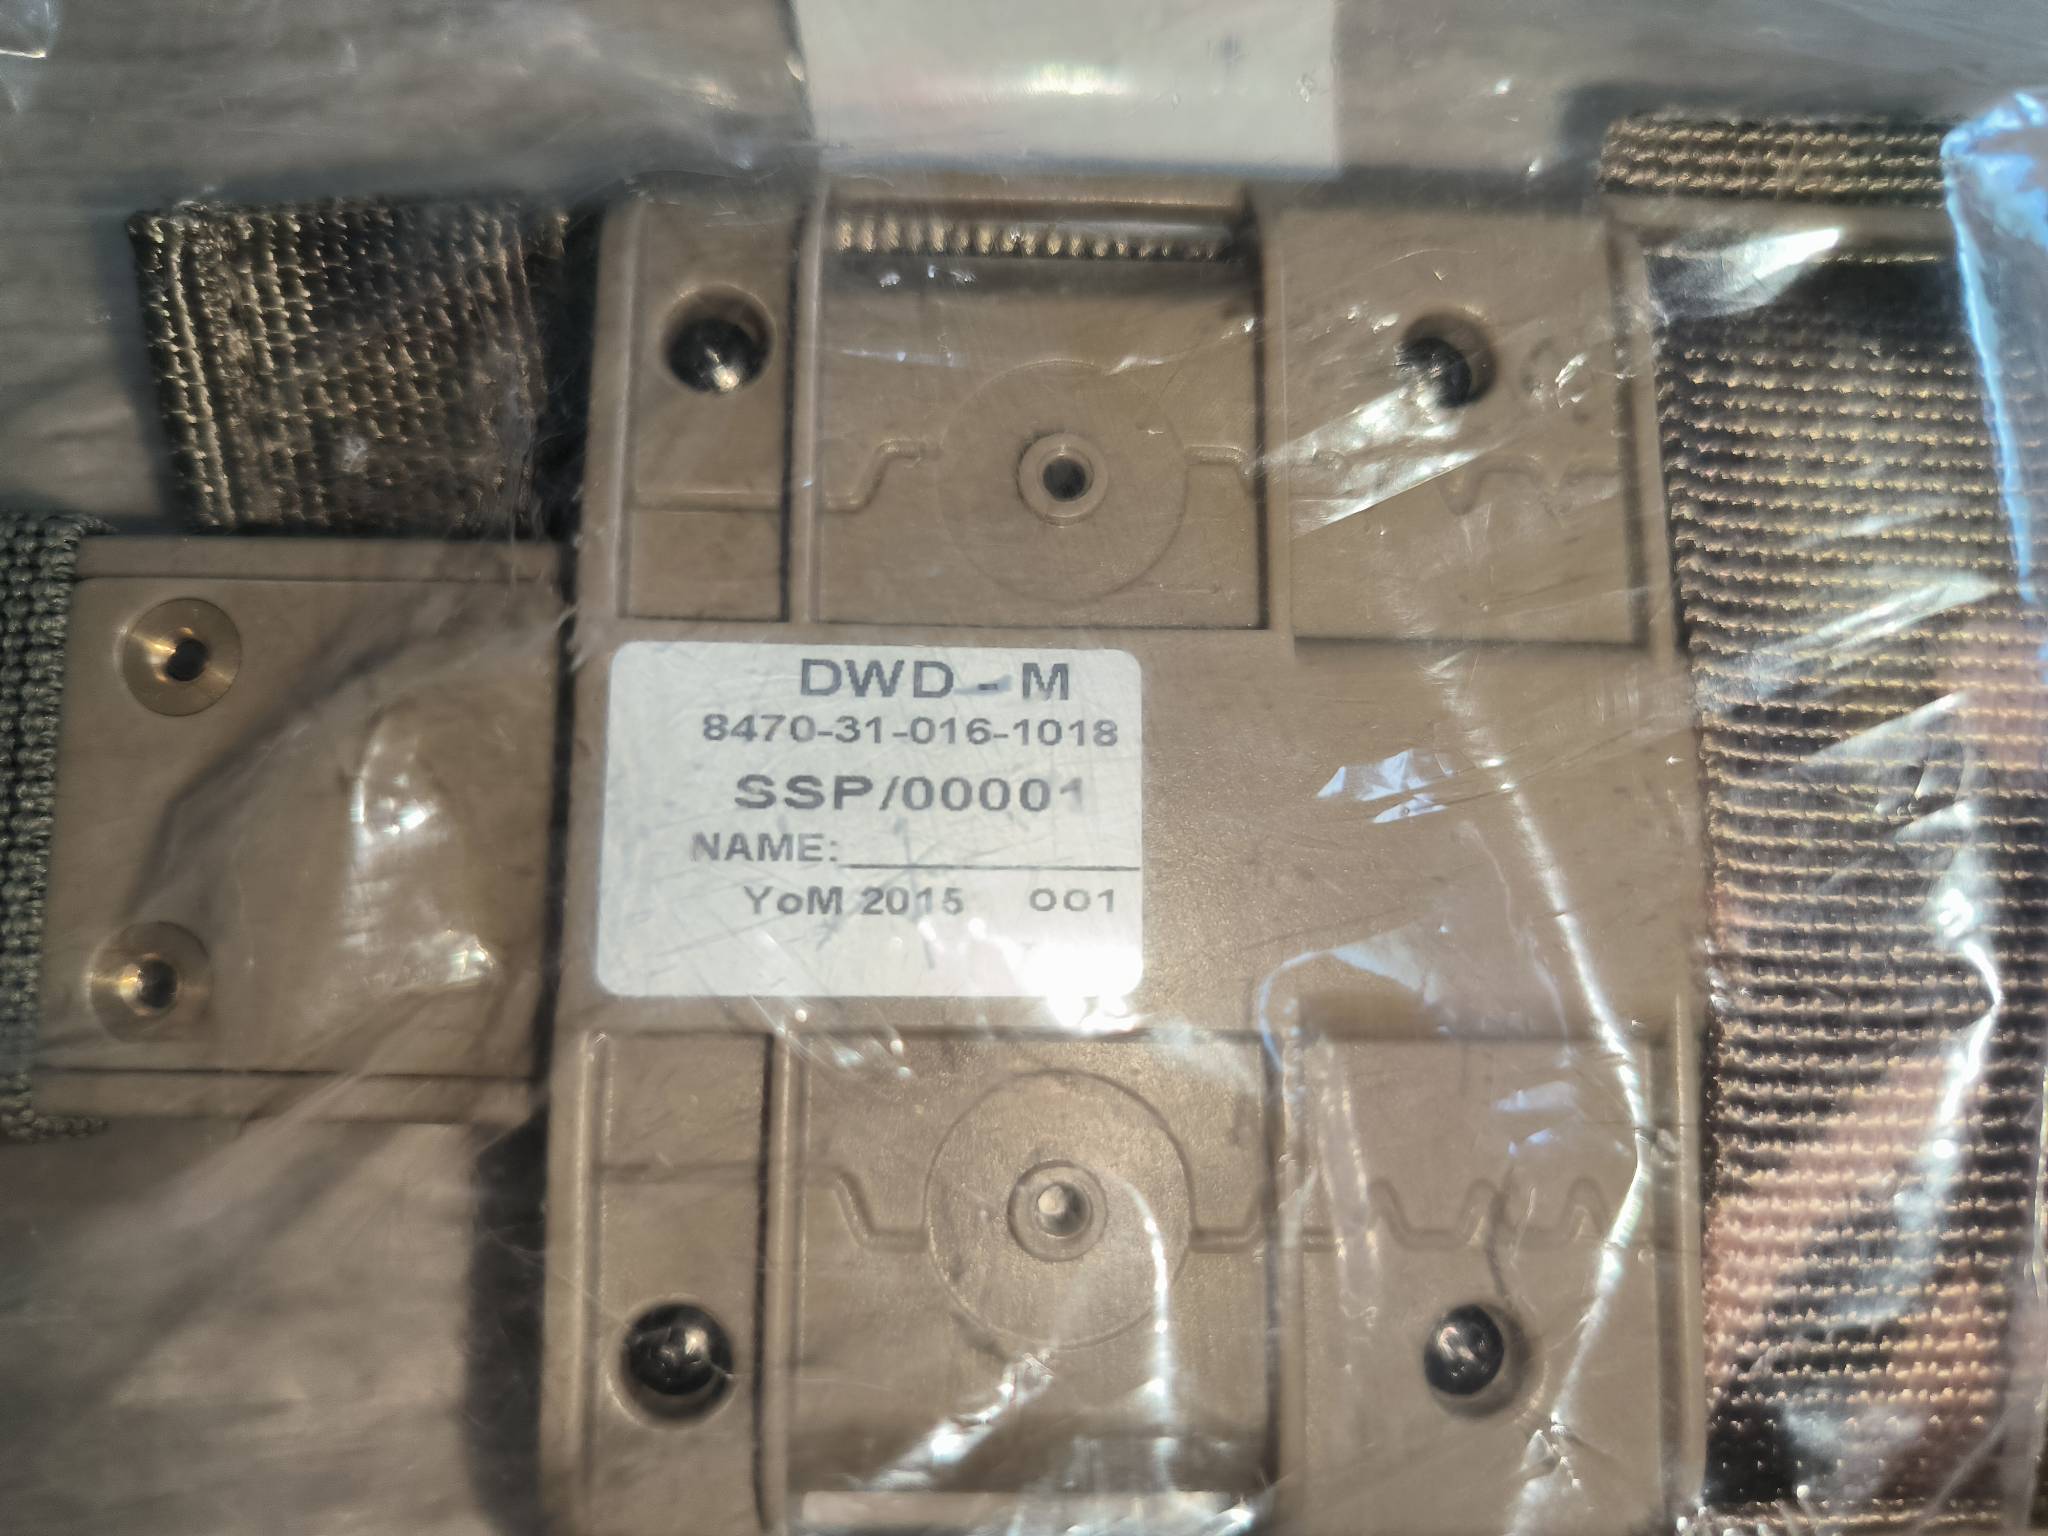 DWD - M
8470-31-016-1018
SSP/00001
NAME:
YoM 2015 001